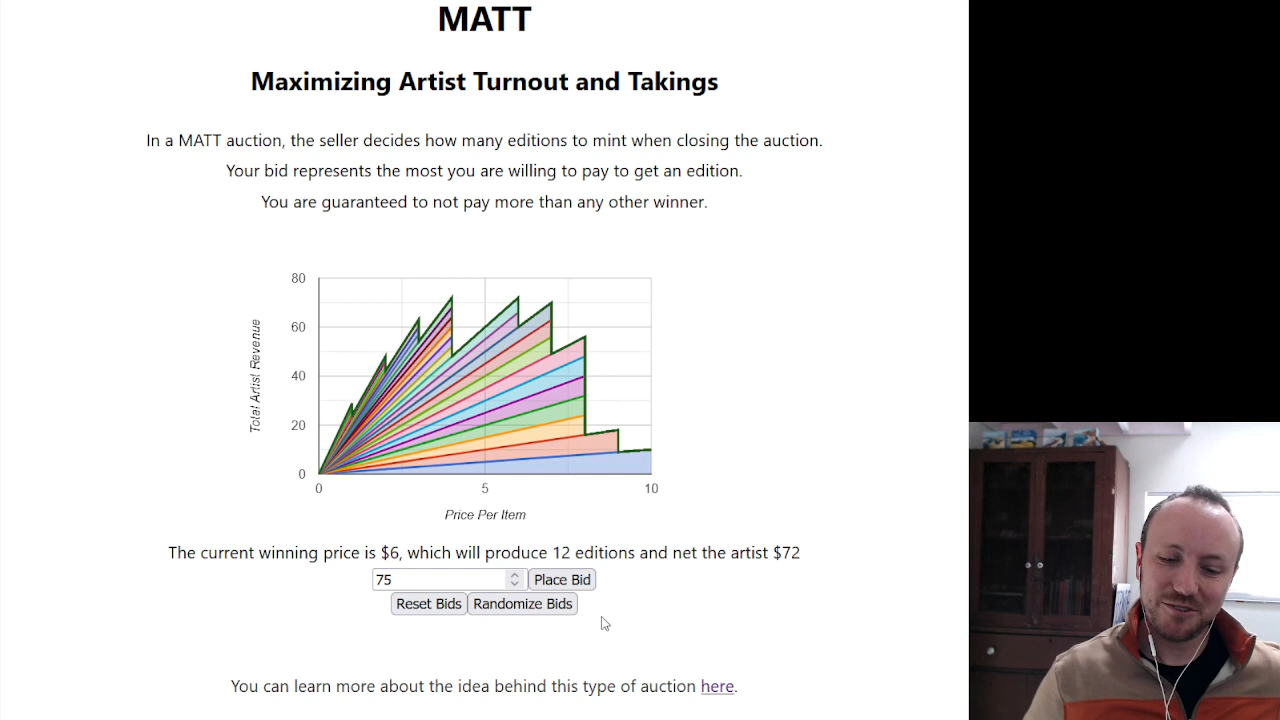 MATT
Maximizing Artist Turnout and Takings
In a MATT auction, the seller decides how many editions to mint when closing the auction.
Your bid represents the most you are willing to pay to get an edition.
You are guaranteed to not pay more than any other winner.
80
60
40
20
0
Total Artist Revenue
0 5 10
Price Per Item
The current winning price is $6, which will produce 12 editions and net the artist $72
75 Place Bid
Reset Bids Randomize Bids
You can learn more about the idea behind this type of auction here.